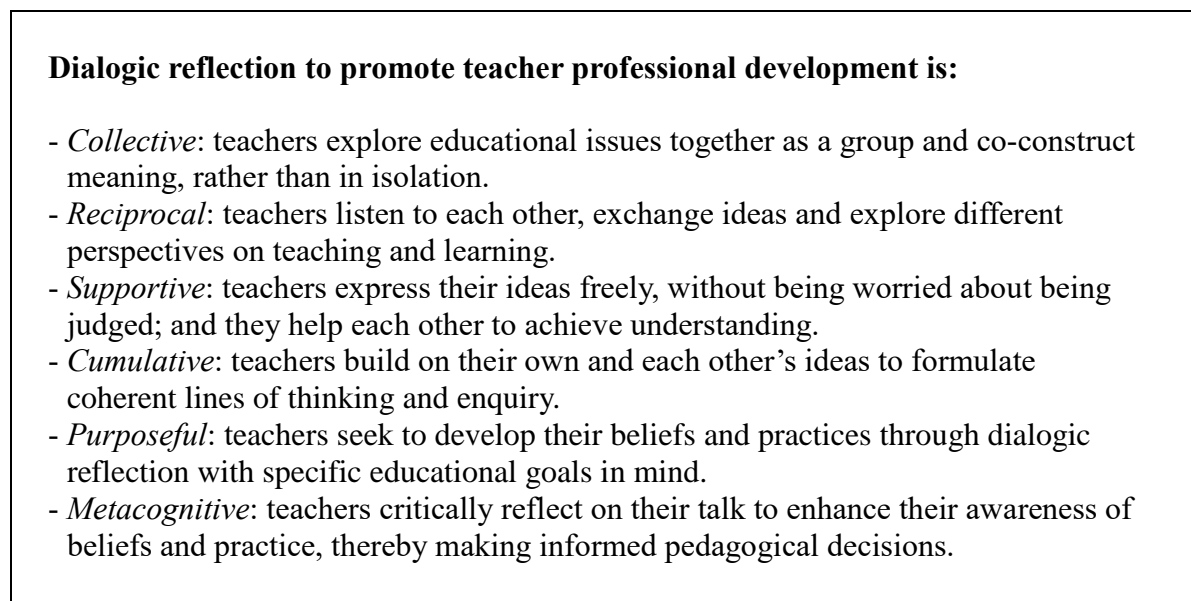 Dialogic reflection to promote teacher professional development is:
- Collective: teachers explore educational issues together as a group and co-construct
meaning, rather than in isolation.
- Reciprocal: teachers listen to each other, exchange ideas and explore different
perspectives on teaching and learning.
- Supportive: teachers express their ideas freely, without being worried about being
judged; and they help each other to achieve understanding.
- Cumulative: teachers build on their own and each other’s ideas to formulate
coherent lines of thinking and enquiry.
- Purposeful: teachers seek to develop their beliefs and practices through dialogic
reflection with specific educational goals in mind.
- Metacognitive: teachers critically reflect on their talk to enhance their awareness of
beliefs and practice, thereby making informed pedagogical decisions.